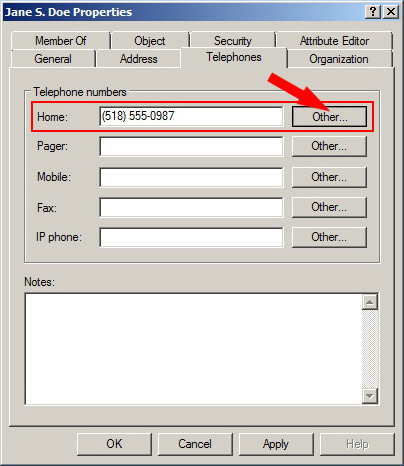 Jane S. Doe Properties
Member Of Object Security Attribute Editor
General Address Telephones Organization
Telephone numbers
Home: (518) 555-0987 Other...
Pager: Other...
Mobile: Other...
Fax: Other...
IP phone: Other...
Notes:
OK Cancel Apply Help